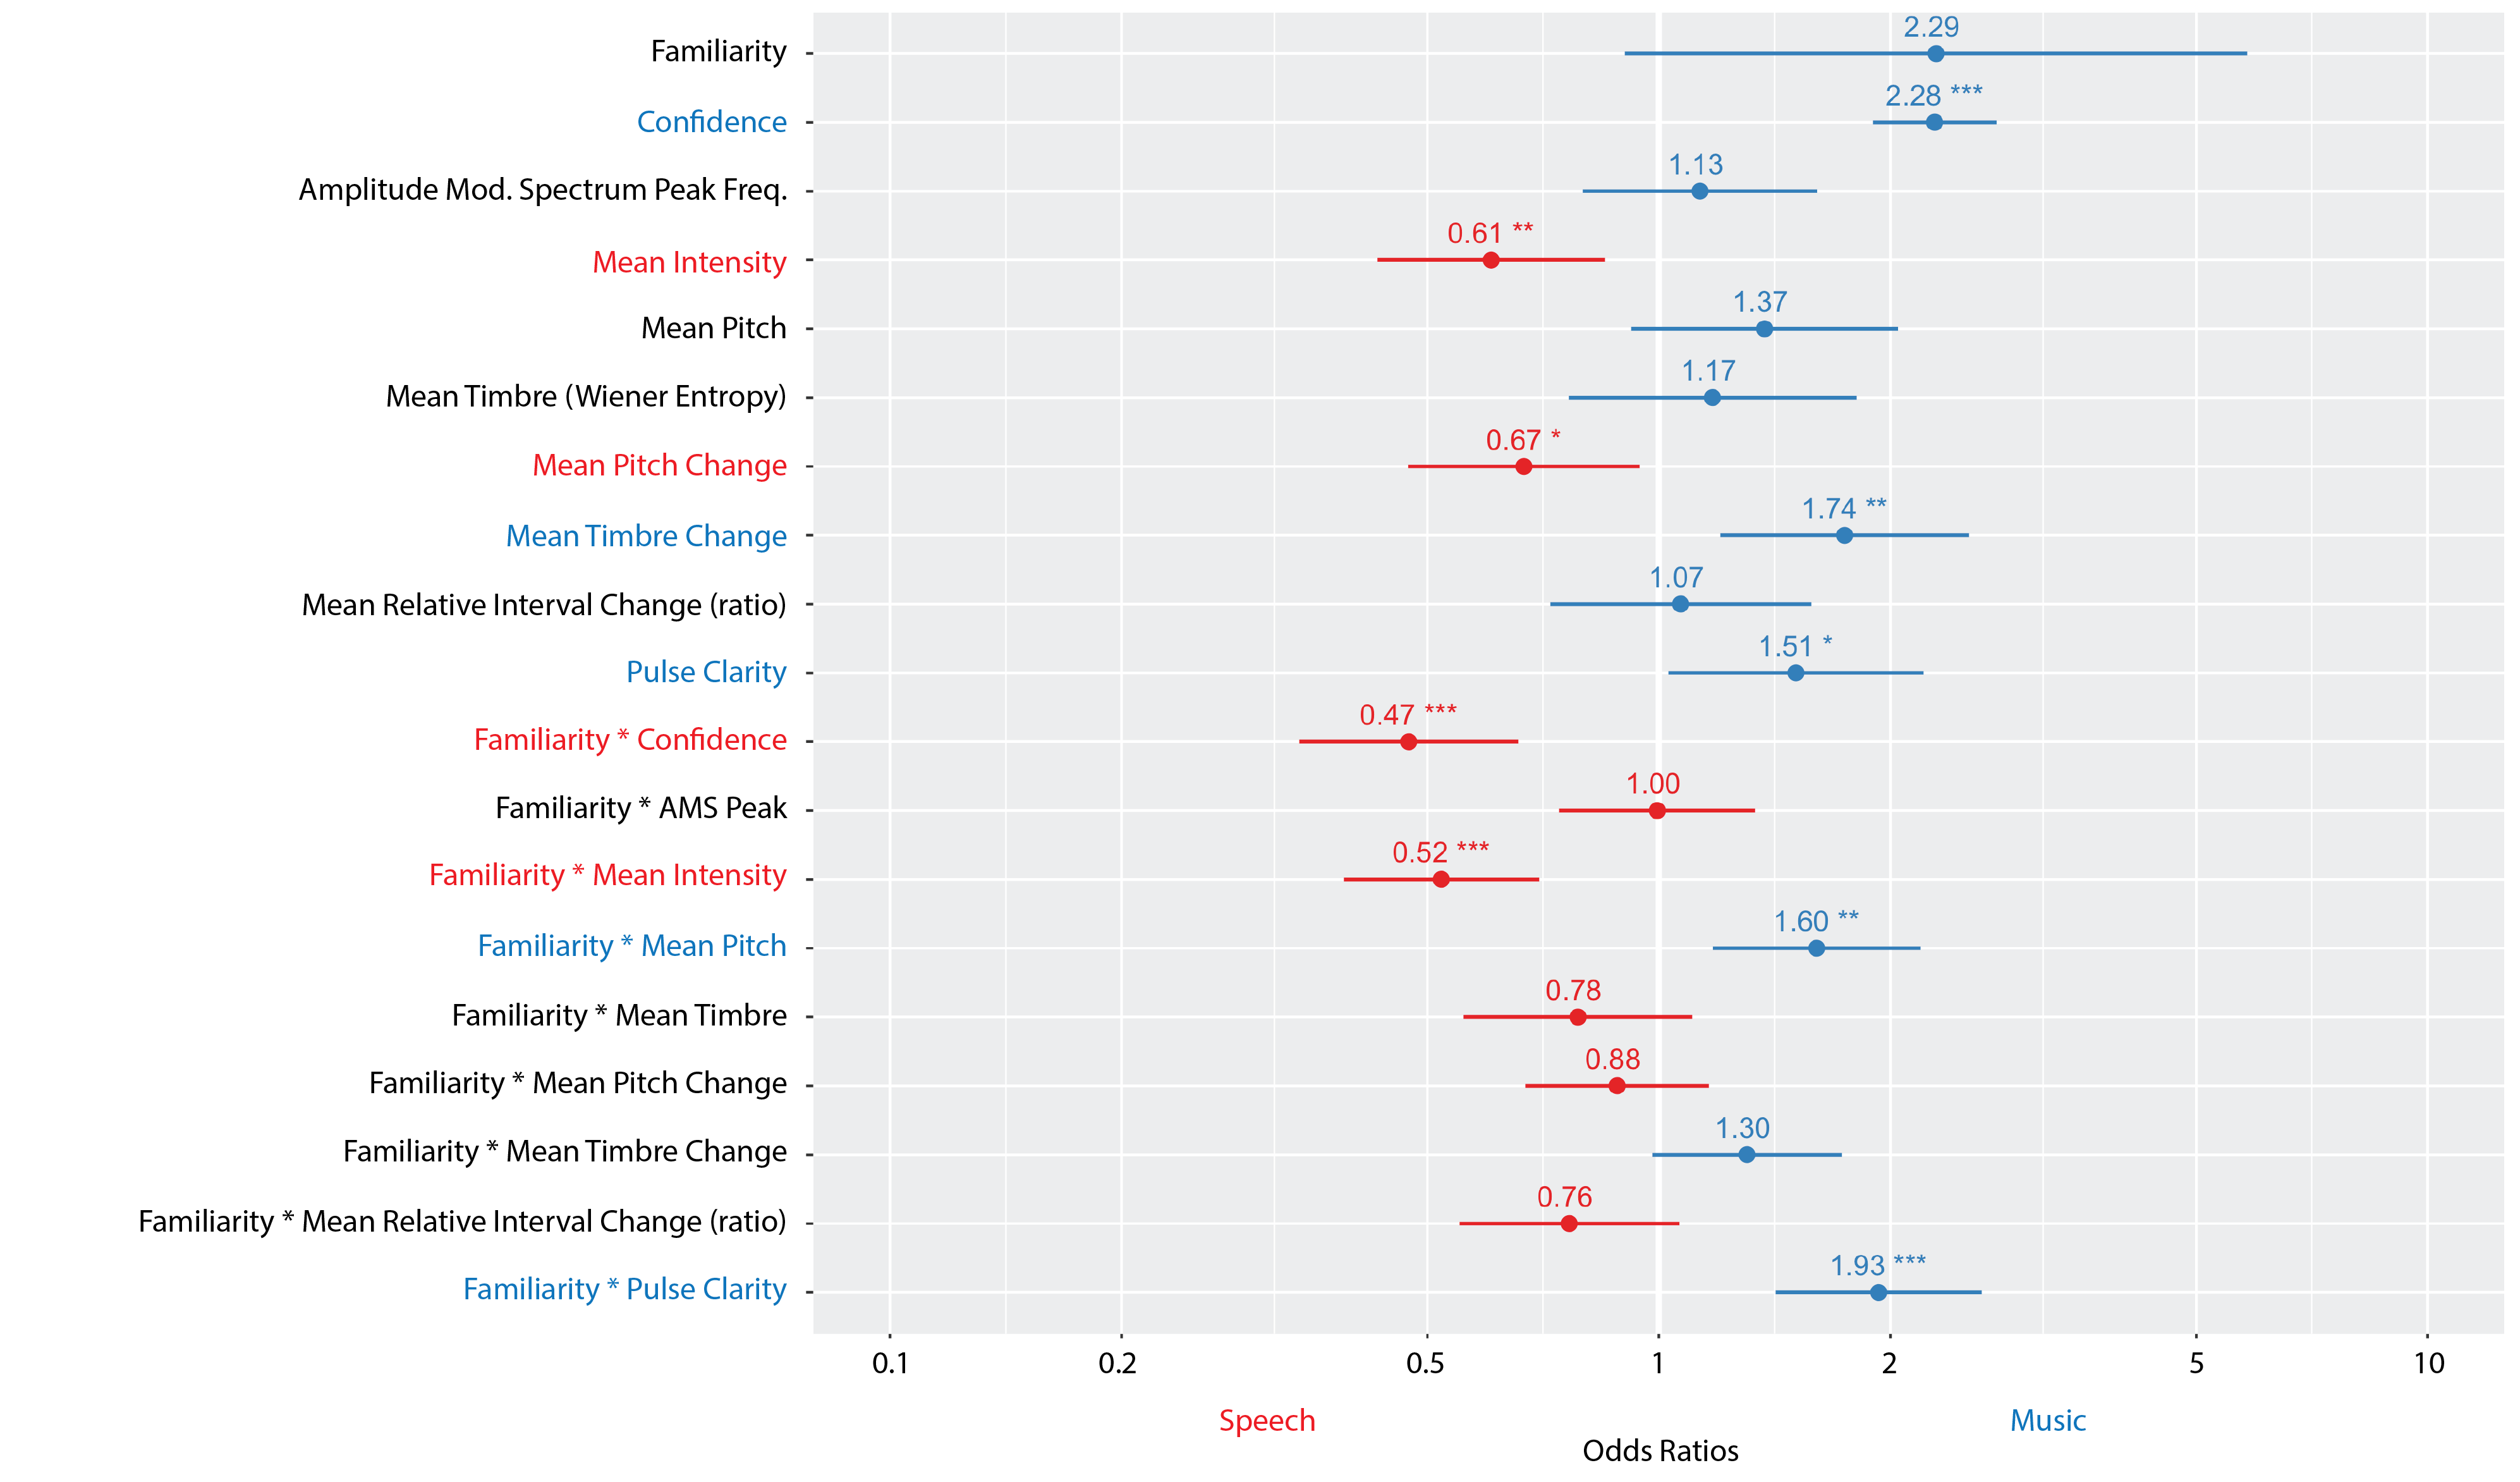 Familiarity 2.29
Confidence 2.28 ***
Amplitude Mod. Spectrum Peak Freq. 1.13
Mean Intensity 0.61 **
Mean Pitch 1.37
Mean Timbre (Wiener Entropy) 1.17
Mean Pitch Change 0.67 *
Mean Timbre Change 1.74 **
Mean Relative Interval Change (ratio) 1.07
Pulse Clarity 1.51 *
Familiarity * Confidence 0.47 ***
Familiarity * AMS Peak 1.00
Familiarity * Mean Intensity 0.52 ***
Familiarity * Mean Pitch 1.60 **
Familiarity * Mean Timbre 0.78
Familiarity * Mean Pitch Change 0.88
Familiarity * Mean Timbre Change 1.30
Familiarity * Mean Relative Interval Change (ratio) 0.76
Familiarity * Pulse Clarity 1.93 ***
0.1 0.2 0.5 1 2 5 10
Speech Music
Odds Ratios